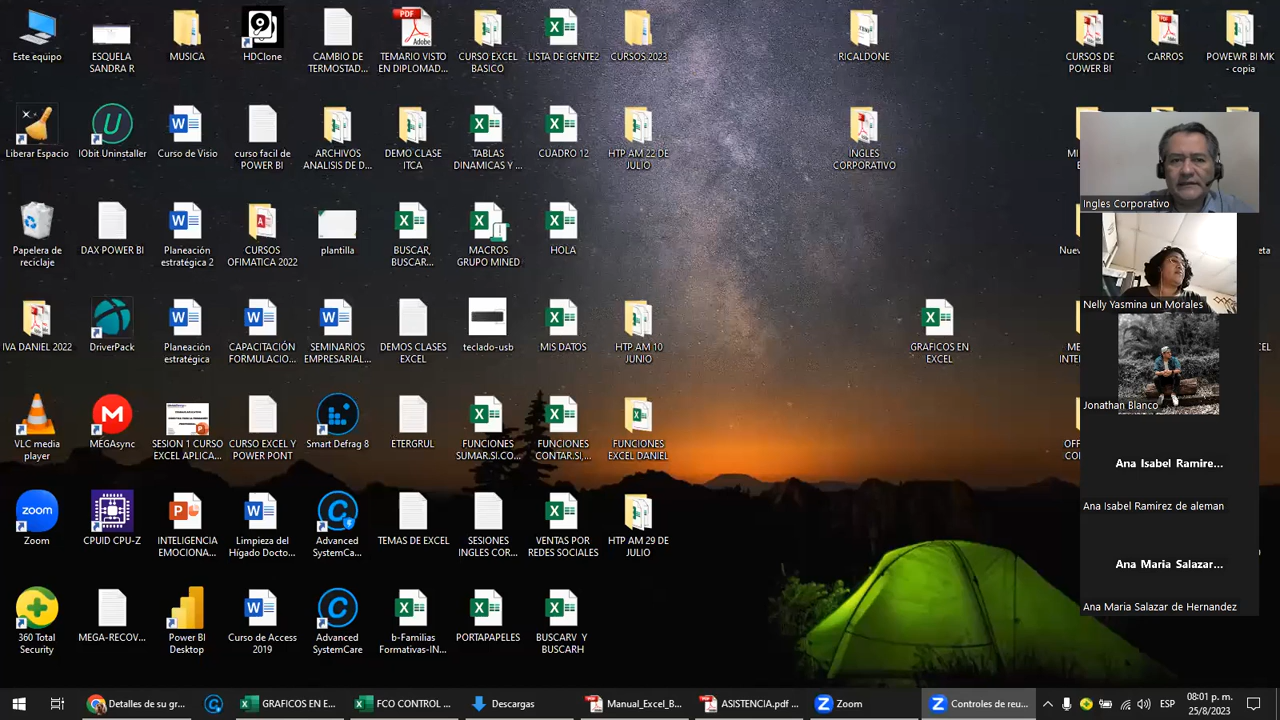 Este equipo
ESCUELA
SANDRA R
MUSICA
HDClone
CAMBIO DE
TERMOSTAD...
TEMARIO VISTO
EN DIPLOMAD...
CURSO EXCEL
BASICO
LISTA DE GENTE2
CURSOS 2023
RICALDONE
CURSOS DE
POWER BI
CARROS
POWEWR BI MK
- copia
Liberar Espacio
IObit Uninstaller
Curso de Visio
curso facil de
POWER BI
ARCHIVOS
ANALISIS DE D...
DEMO CLASE
ITCA
TABLAS
DINAMICAS Y ...
CUADRO 12
HTP AM 22 DE
JULIO
INGLES
CORPORATIVO
Ingles Corporativo
Papelera de
reciclaje
DAX POWER BI
Planeación
estratégica 2
CURSOS
OFIMATICA 2022
plantilla
BUSCAR,
BUSCAR...
MACROS
GRUPO MINED
HOLA
Nelly Yasmina un Morales
IVA DANIEL 2022
DriverPack
Planeación
estratégica
CAPACITACIÓN
FORMULACIO...
SEMINARIOS
EMPRESARIAL...
DEMOS CLASES
EXCEL
teclado-usb
MIS DATOS
HTP AM 10
JUNIO
GRAFICOS EN
EXCEL
Jonathan Blanco
VLC media
player
MEGAsync
SESION 1 CURSO
EXCEL APLICA...
CURSO EXCEL Y
POWER PONT
Smart Defrag 8
ETERGRUL
FUNCIONES
SUMAR.SI.CO...
FUNCIONES
CONTAR.SI,...
FUNCIONES
EXCEL DANIEL
Ana Isabel Ramire...
Ana Isabel Ramirez de aleman
Zoom
CPUID CPU-Z
INTELIGENCIA
EMOCIONA...
Limpieza del
Hígado Docto...
Advanced
SystemCa...
TEMAS DE EXCEL
SESIONES
INGLES COR...
VENTAS POR
REDES SOCIALES
HTP AM 29 DE
JULIO
Ana Maria Salazar...
Ana Maria Salazar de Hernandez
360 Total
Security
MEGA-RECOV...
Power BI
Desktop
Curso de Access
2019
Advanced
SystemCare
b-Familias
Formativas-IN...
PORTAPAPELES
BUSCARV Y
BUSCARH
Detalles de su gr...
GRAFICOS EN E...
FCO CONTROL ...
Descargas
Manual_Excel_B...
ASISTENCIA.pdf ...
Zoom
Controles de reu...
ESP
08:01 p. m.
25/8/2023